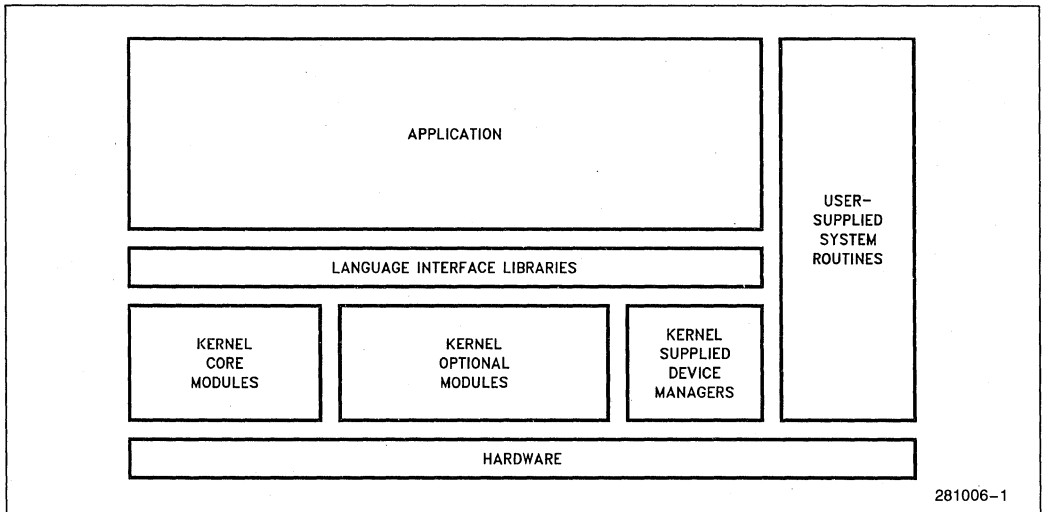 APPLICATION
USER-
SUPPLIED
SYSTEM
ROUTINES
LANGUAGE INTERFACE LIBRARIES
KERNEL
CORE
MODULES
KERNEL
OPTIONAL
MODULES
KERNEL
SUPPLIED
DEVICE
MANAGERS
HARDWARE
281006-1